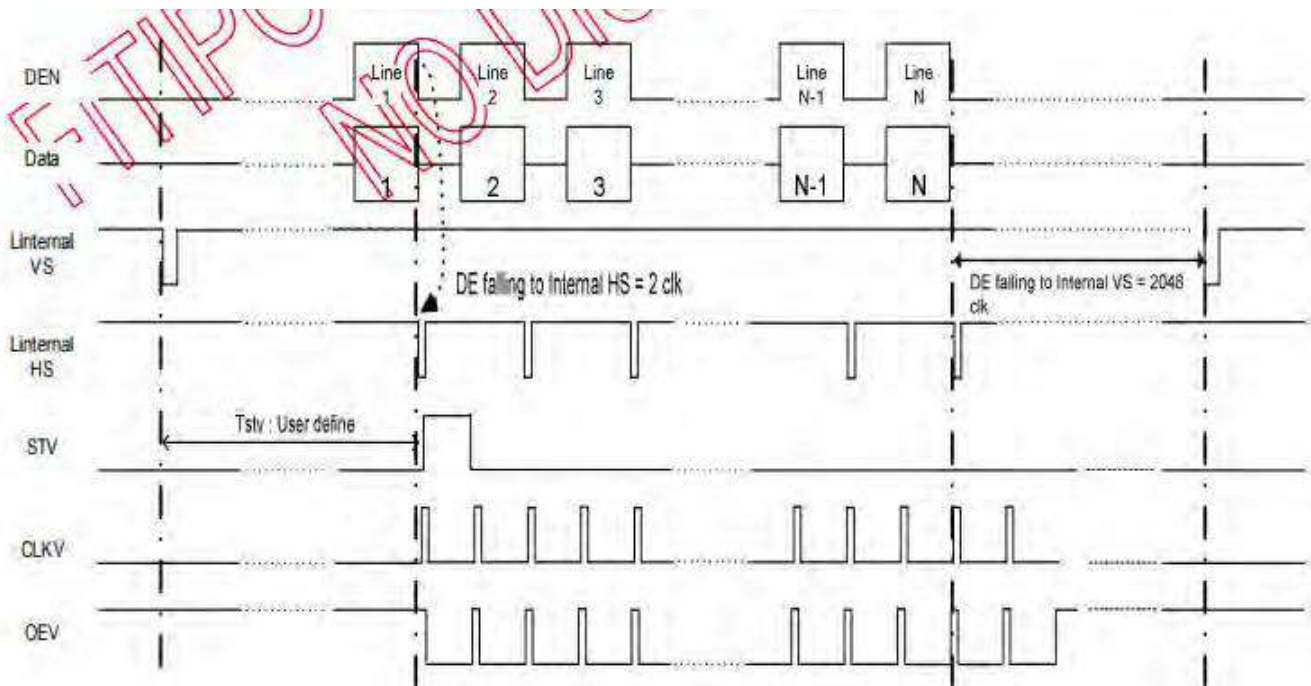 DEN
Line
1
Line
2
Line
3
Line
N-1
Line
N
Data
1
2
3
N-1
N
Linternal
VS
DE falling to Internal HS = 2 clk
DE falling to Internal VS = 2048
clk
Linternal
HS
Tstv : User define
STV
CLKV
OEV
NO